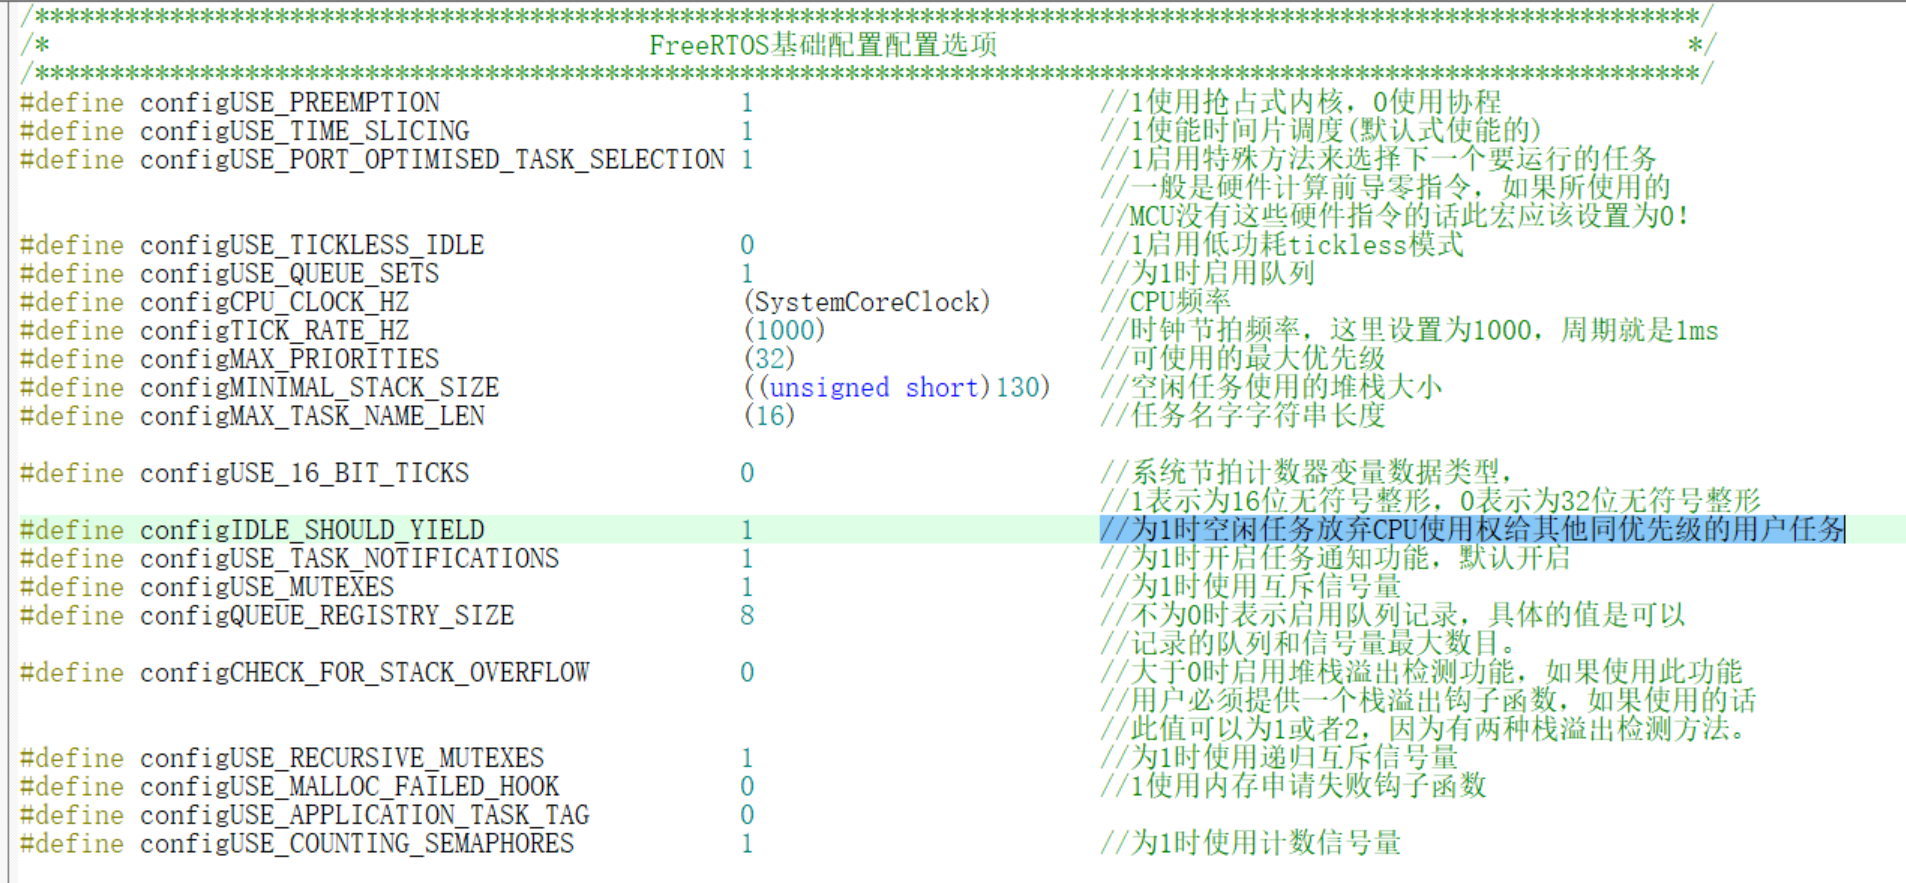 /***************************************************************************************************************/
/* FreeRTOS基础配置配置选项 */
/***************************************************************************************************************/
#define configUSE_PREEMPTION 1 //1使用抢占式内核，0使用协程
#define configUSE_TIME_SLICING 1 //1使能时间片调度(默认式使能的)
#define configUSE_PORT_OPTIMISED_TASK_SELECTION 1 //1启用特殊方法来选择下一个要运行的任务
//一般是硬件计算前导零指令，如果所使用的
//MCU没有这些硬件指令的话此宏应该设置为0！
#define configUSE_TICKLESS_IDLE 0 //1启用低功耗tickless模式
#define configUSE_QUEUE_SETS 1 //为1时启用队列
#define configCPU_CLOCK_HZ (SystemCoreClock) //CPU频率
#define configTICK_RATE_HZ (1000) //时钟节拍频率，这里设置为1000，周期就是1ms
#define configMAX_PRIORITIES (32) //可使用的最大优先级
#define configMINIMAL_STACK_SIZE ((unsigned short)130) //空闲任务使用的堆栈大小
#define configMAX_TASK_NAME_LEN (16) //任务名字字符串长度
#define configUSE_16_BIT_TICKS 0 //系统节拍计数器变量数据类型，
//1表示为16位无符号整形，0表示为32位无符号整形
#define configIDLE_SHOULD_YIELD 1 //为1时空闲任务放弃CPU使用权给其他同优先级的用户任务
#define configUSE_TASK_NOTIFICATIONS 1 //为1时开启任务通知功能，默认开启
#define configUSE_MUTEXES 1 //为1时使用互斥信号量
#define configQUEUE_REGISTRY_SIZE 8 //不为0时表示启用队列记录，具体的值是可以
//记录的队列和信号量最大数目。
#define configCHECK_FOR_STACK_OVERFLOW 0 //大于0时启用堆栈溢出检测功能，如果使用此功能
//用户必须提供一个栈溢出钩子函数，如果使用的话
//此值可以为1或者2，因为有两种栈溢出检测方法。
#define configUSE_RECURSIVE_MUTEXES 1 //为1时使用递归互斥信号量
#define configUSE_MALLOC_FAILED_HOOK 0 //1使用内存申请失败钩子函数
#define configUSE_APPLICATION_TASK_TAG 0
#define configUSE_COUNTING_SEMAPHORES 1 //为1时使用计数信号量